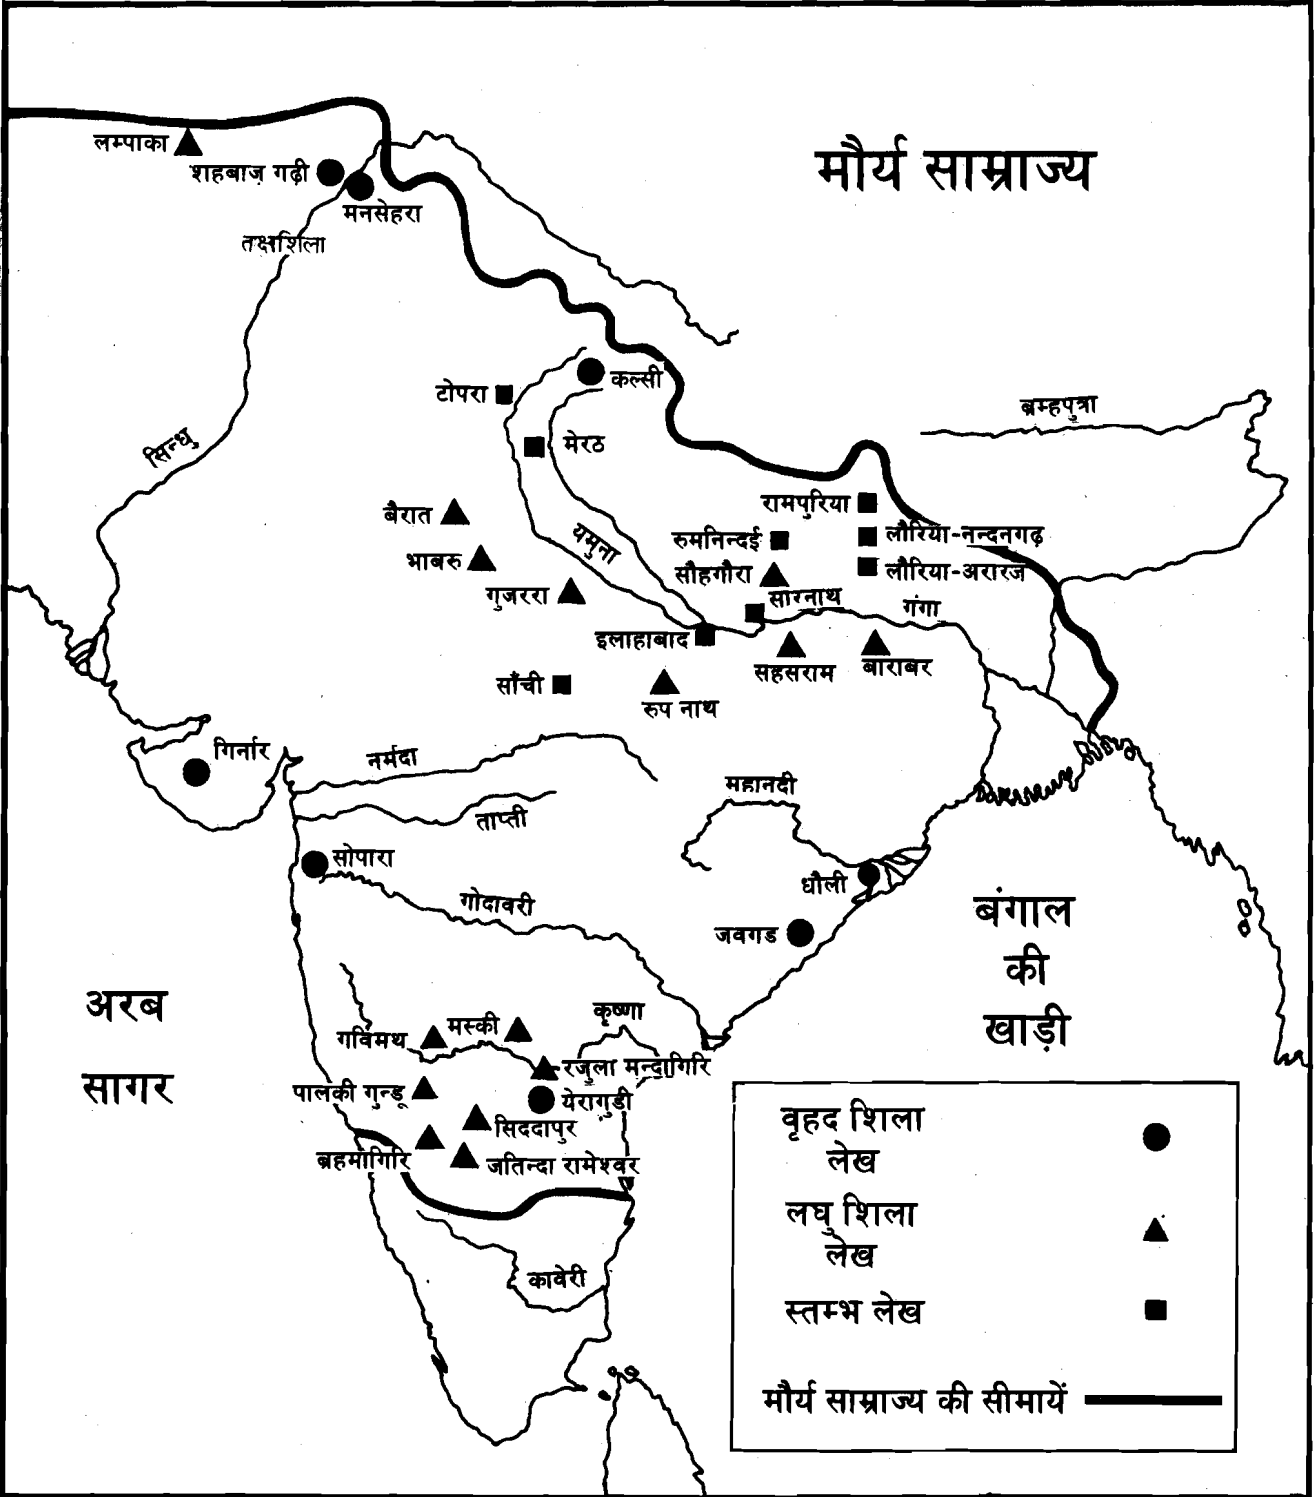 मौर्य साम्राज्य
लम्पाका
शहबाज़ गढ़ी
मनसेहरा
तक्षशिला
कल्सी
टोपरा
ब्रम्हपुत्रा
सिन्धु
मेरठ
रामपुरिया
बैरात
यमुना
रुमनिन्दई
लौरिया-नन्दनगढ़
भाबरु
सौहगौरा
लौरिया-अरारज
गुजररा
सारनाथ
गंगा
इलाहाबाद
सहसराम
बाराबर
साँची
रुप नाथ
गिर्नार
नर्मदा
महानदी
ताप्ती
सोपारा
धौली
गोदावरी
जवगड
बंगाल
की
खाड़ी
अरब
सागर
कृष्णा
गविमथ
मस्की
रजुला मन्दागिरि
पालकी गुन्डू
येरागुडी
सिददापुर
ब्रहमागिरि
जतिन्दा रामेश्वर
कावेरी
वृहद शिला
लेख
लघु शिला
लेख
स्तम्भ लेख
मौर्य साम्राज्य की सीमायें